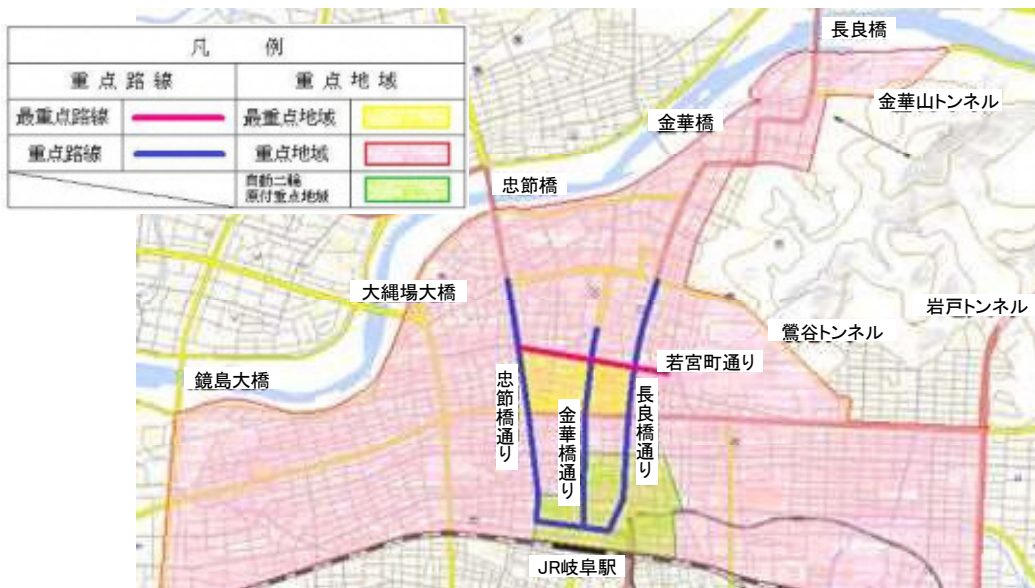 凡 例
重点路線 重点地域
最重点路線 最重点地域
重点路線 重点地域
自動二輪
原付重点地域
長良橋
金華山トンネル
金華橋
忠節橋
大縄場大橋
岩戸トンネル
鶯谷トンネル
若宮町通り
鏡島大橋
忠節橋通り
金華橋通り
長良橋通り
JR岐阜駅